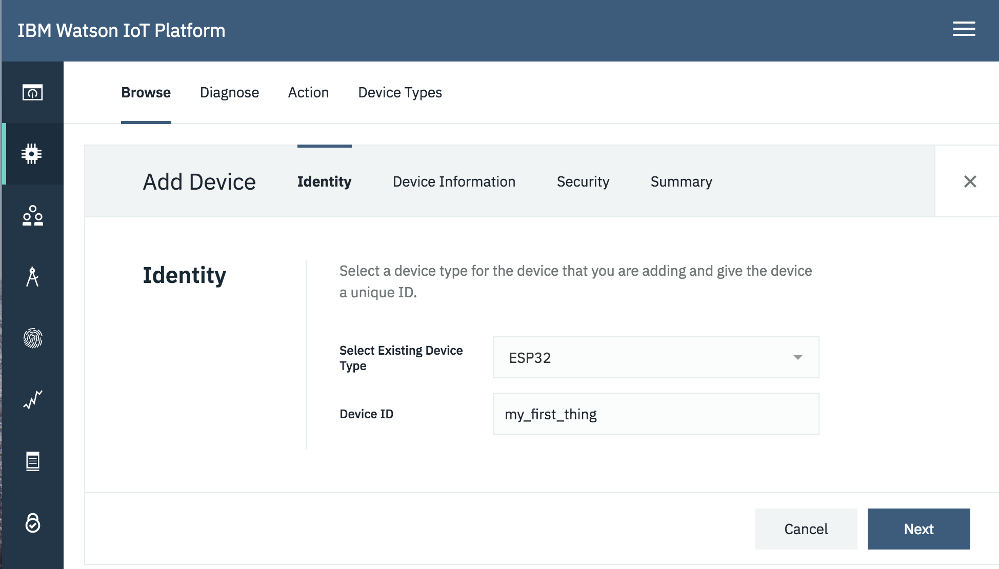 IBM Watson IoT Platform
Browse Diagnose Action Device Types
Add Device Identity Device Information Security Summary
Identity
Select a device type for the device that you are adding and give the device
a unique ID.
Select Existing Device
Type
ESP32
Device ID
my_first_thing
Cancel Next